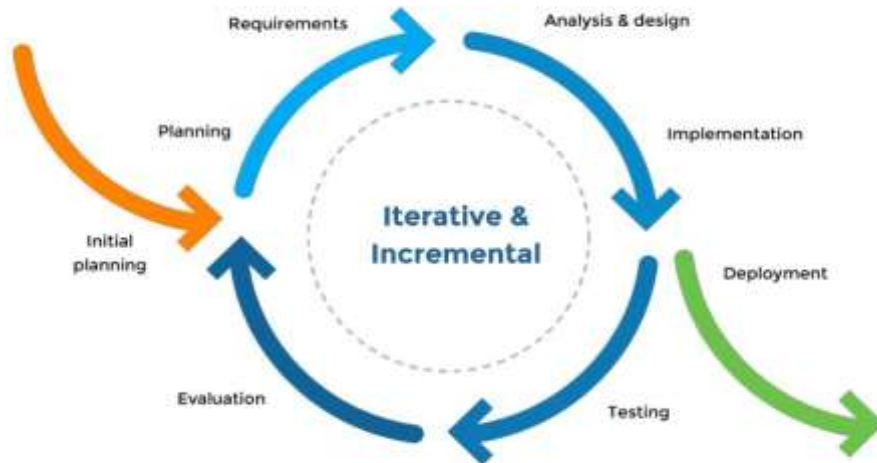 Requirements
Analysis & design
Planning
Implementation
Iterative &
Incremental
Initial
planning
Deployment
Evaluation
Testing